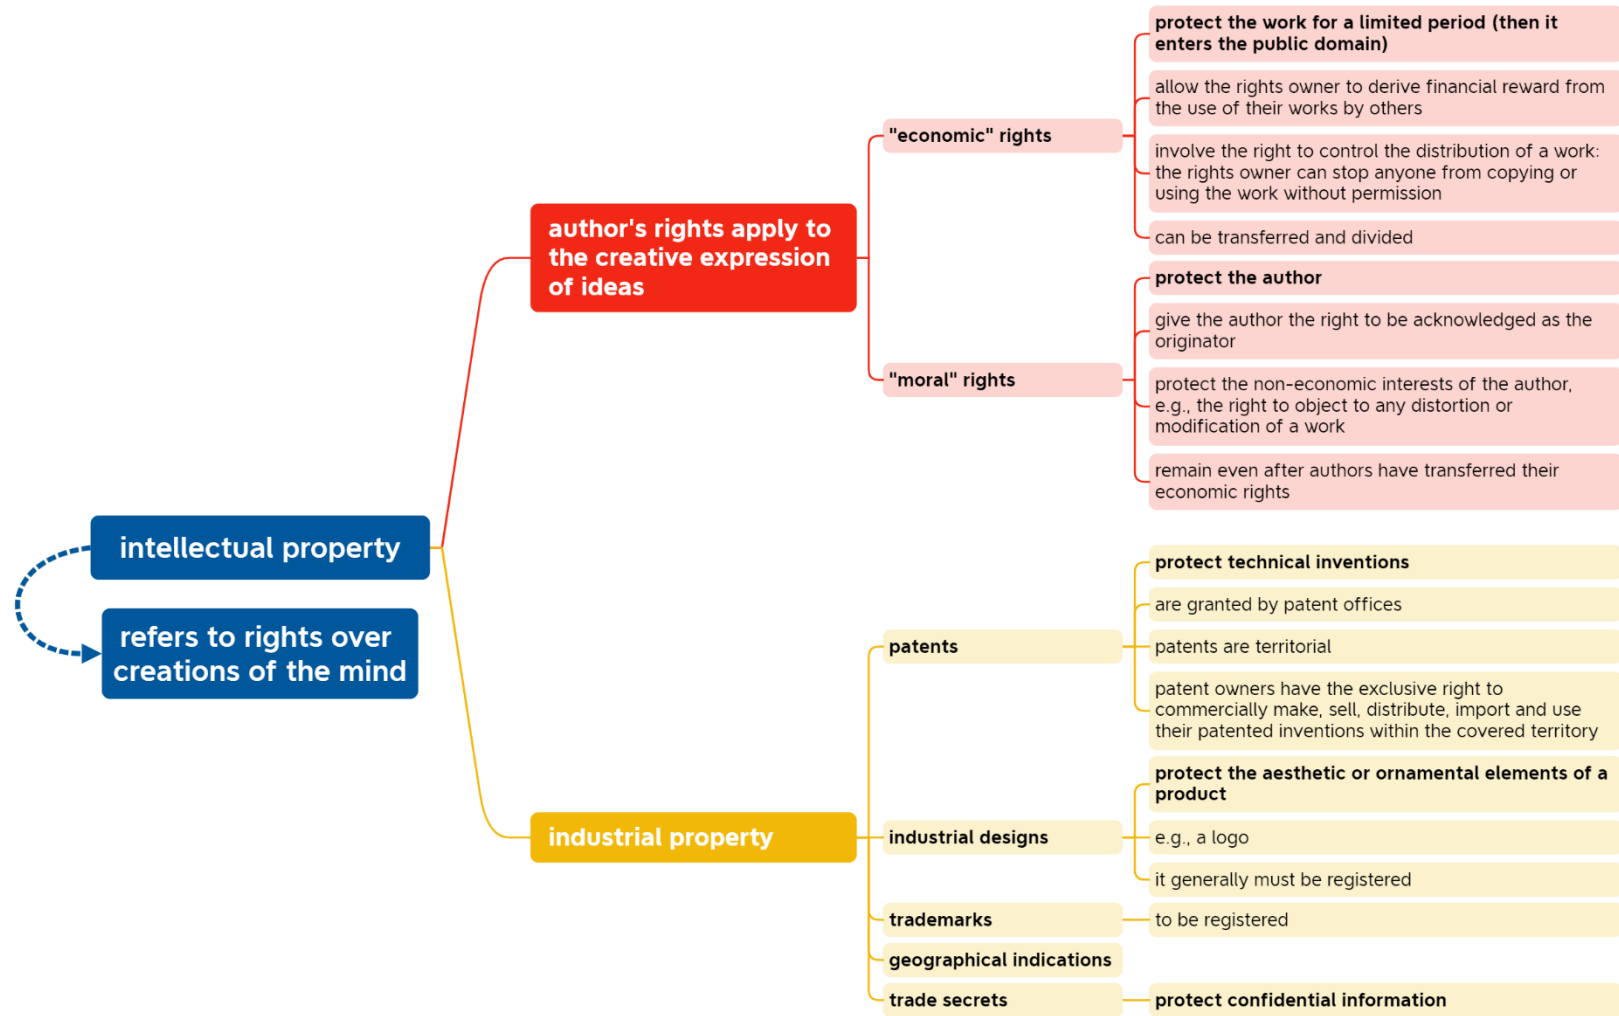 intellectual property
refers to rights over
creations of the mind
author's rights apply to
the creative expression
of ideas
"economic" rights
protect the work for a limited period (then it
enters the public domain)
allow the rights owner to derive financial reward from
the use of their works by others
involve the right to control the distribution of a work:
the rights owner can stop anyone from copying or
using the work without permission
can be transferred and divided
"moral" rights
protect the author
give the author the right to be acknowledged as the
originator
protect the non-economic interests of the author,
e.g., the right to object to any distortion or
modification of a work
remain even after authors have transferred their
economic rights
industrial property
patents
protect technical inventions
are granted by patent offices
patents are territorial
patent owners have the exclusive right to
commercially make, sell, distribute, import and use
their patented inventions within the covered territory
industrial designs
protect the aesthetic or ornamental elements of a
product
e.g., a logo
it generally must be registered
trademarks
to be registered
geographical indications
trade secrets
protect confidential information